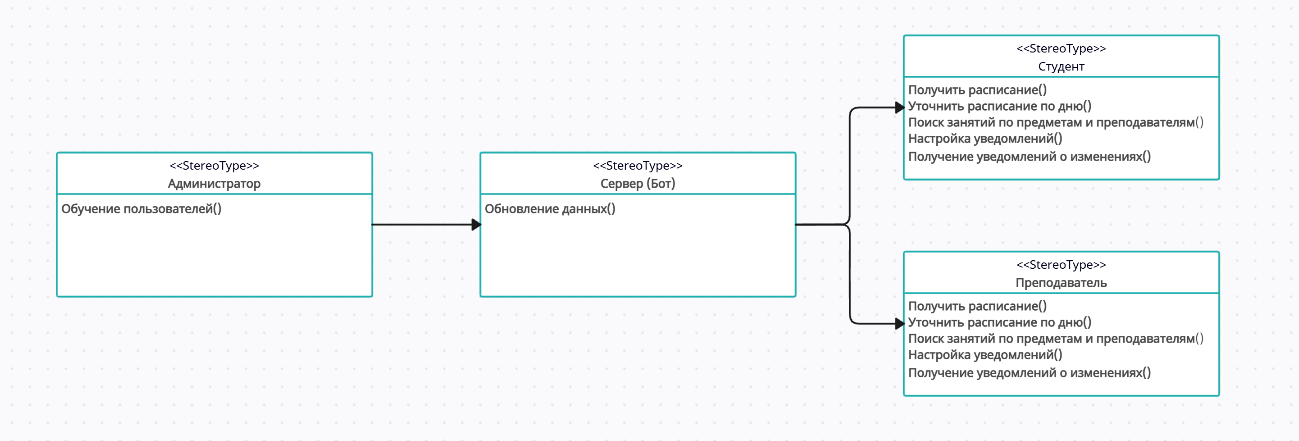 <<StereoType>>
Администратор
Обучение пользователей()
<<StereoType>>
Сервер (Бот)
Обновление данных()
<<StereoType>>
Студент
Получить расписание()
Уточнить расписание по дню()
Поиск занятий по предметам и преподавателям()
Настройка уведомлений()
Получение уведомлений о изменениях()
<<StereoType>>
Преподаватель
Получить расписание()
Уточнить расписание по дню()
Поиск занятий по предметам и преподавателям()
Настройка уведомлений()
Получение уведомлений о изменениях()